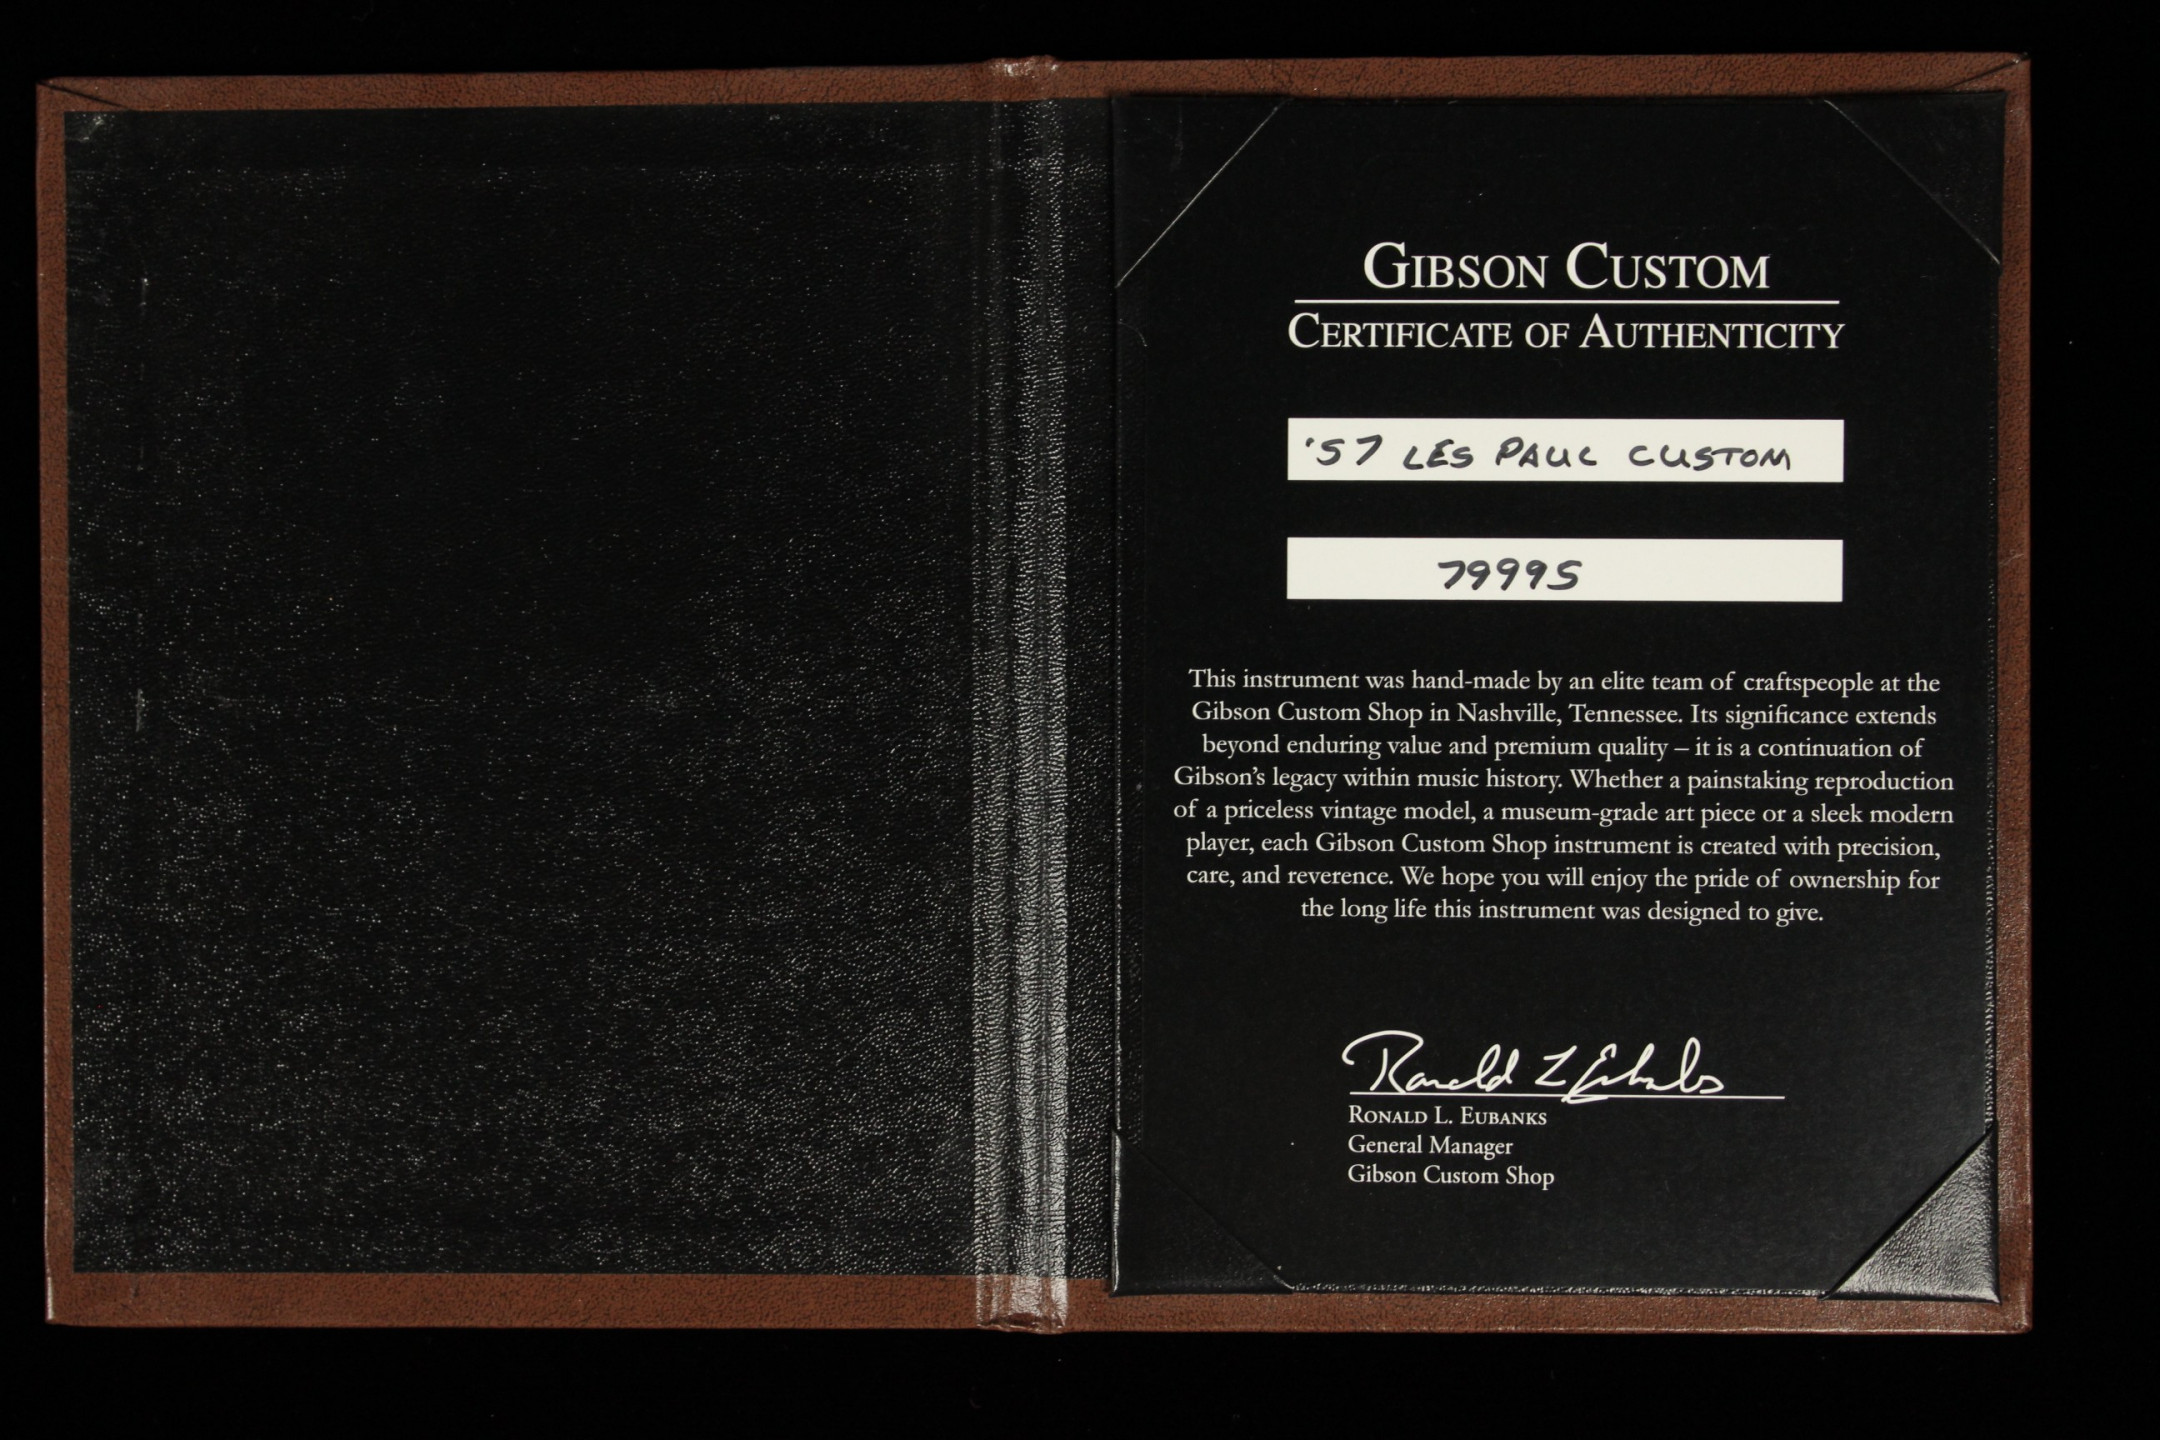 GIBSON CUSTOM
CERTIFICATE OF AUTHENTICITY
'57 LES PAUL CUSTOM
79995
This instrument was hand-made by an elite team of craftspeople at the
Gibson Custom Shop in Nashville, Tennessee. Its significance extends
beyond enduring value and premium quality – it is a continuation of
Gibson's legacy within music history. Whether a painstaking reproduction
of a priceless vintage model, a museum-grade art piece or a sleek modern
player, each Gibson Custom Shop instrument is created with precision,
care, and reverence. We hope you will enjoy the pride of ownership for
the long life this instrument was designed to give.
Ronald L Eubanks
RONALD L. EUBANKS
General Manager
Gibson Custom Shop